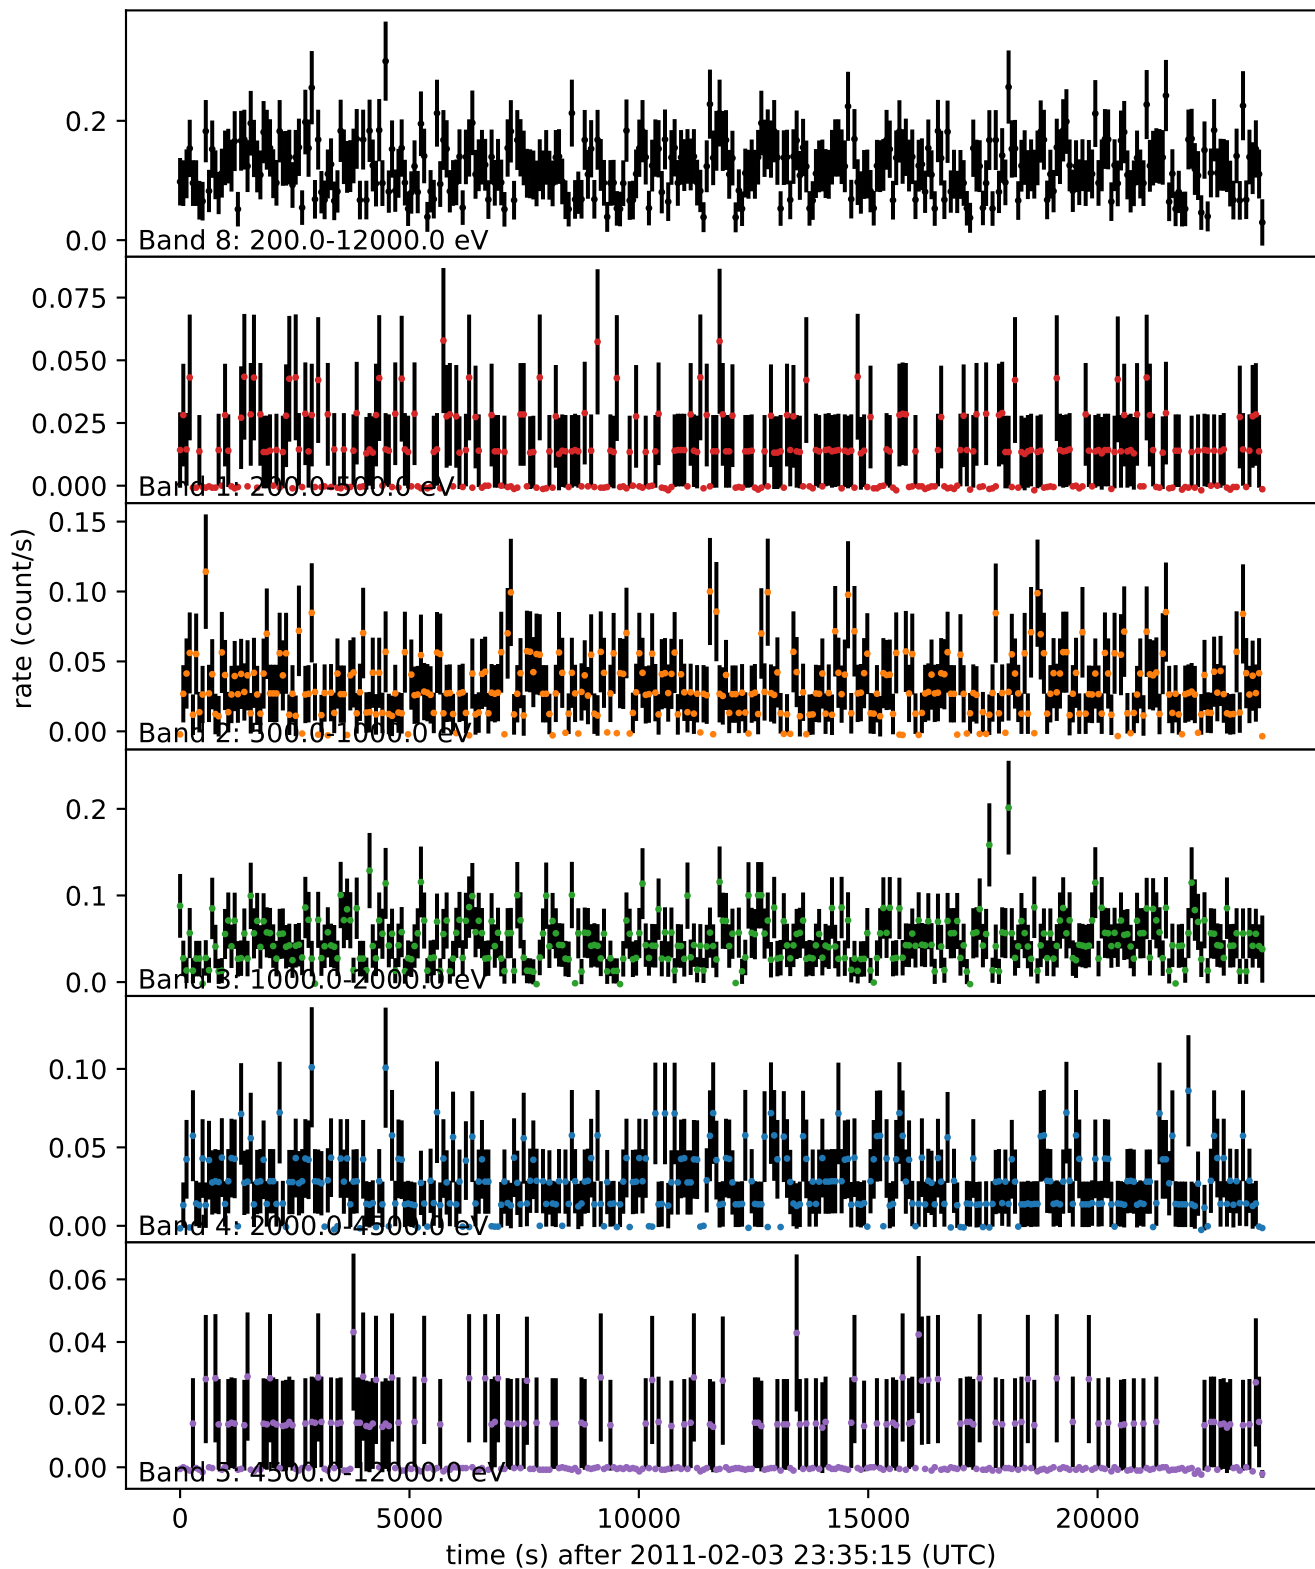 0.2
0.0
Band 8: 200.0-12000.0 eV
0.075
0.050
0.025
0.000
Band 1: 200.0-500.0 eV
0.15
0.10
0.05
0.00
Band 2: 500.0-1000.0 eV
rate (count/s)
0.2
0.1
0.0
Band 3: 1000.0-2000.0 eV
0.10
0.05
0.00
Band 4: 2000.0-4500.0 eV
0.06
0.04
0.02
0.00
Band 5: 4500.0-12000.0 eV
0 5000 10000 15000 20000
time (s) after 2011-02-03 23:35:15 (UTC)